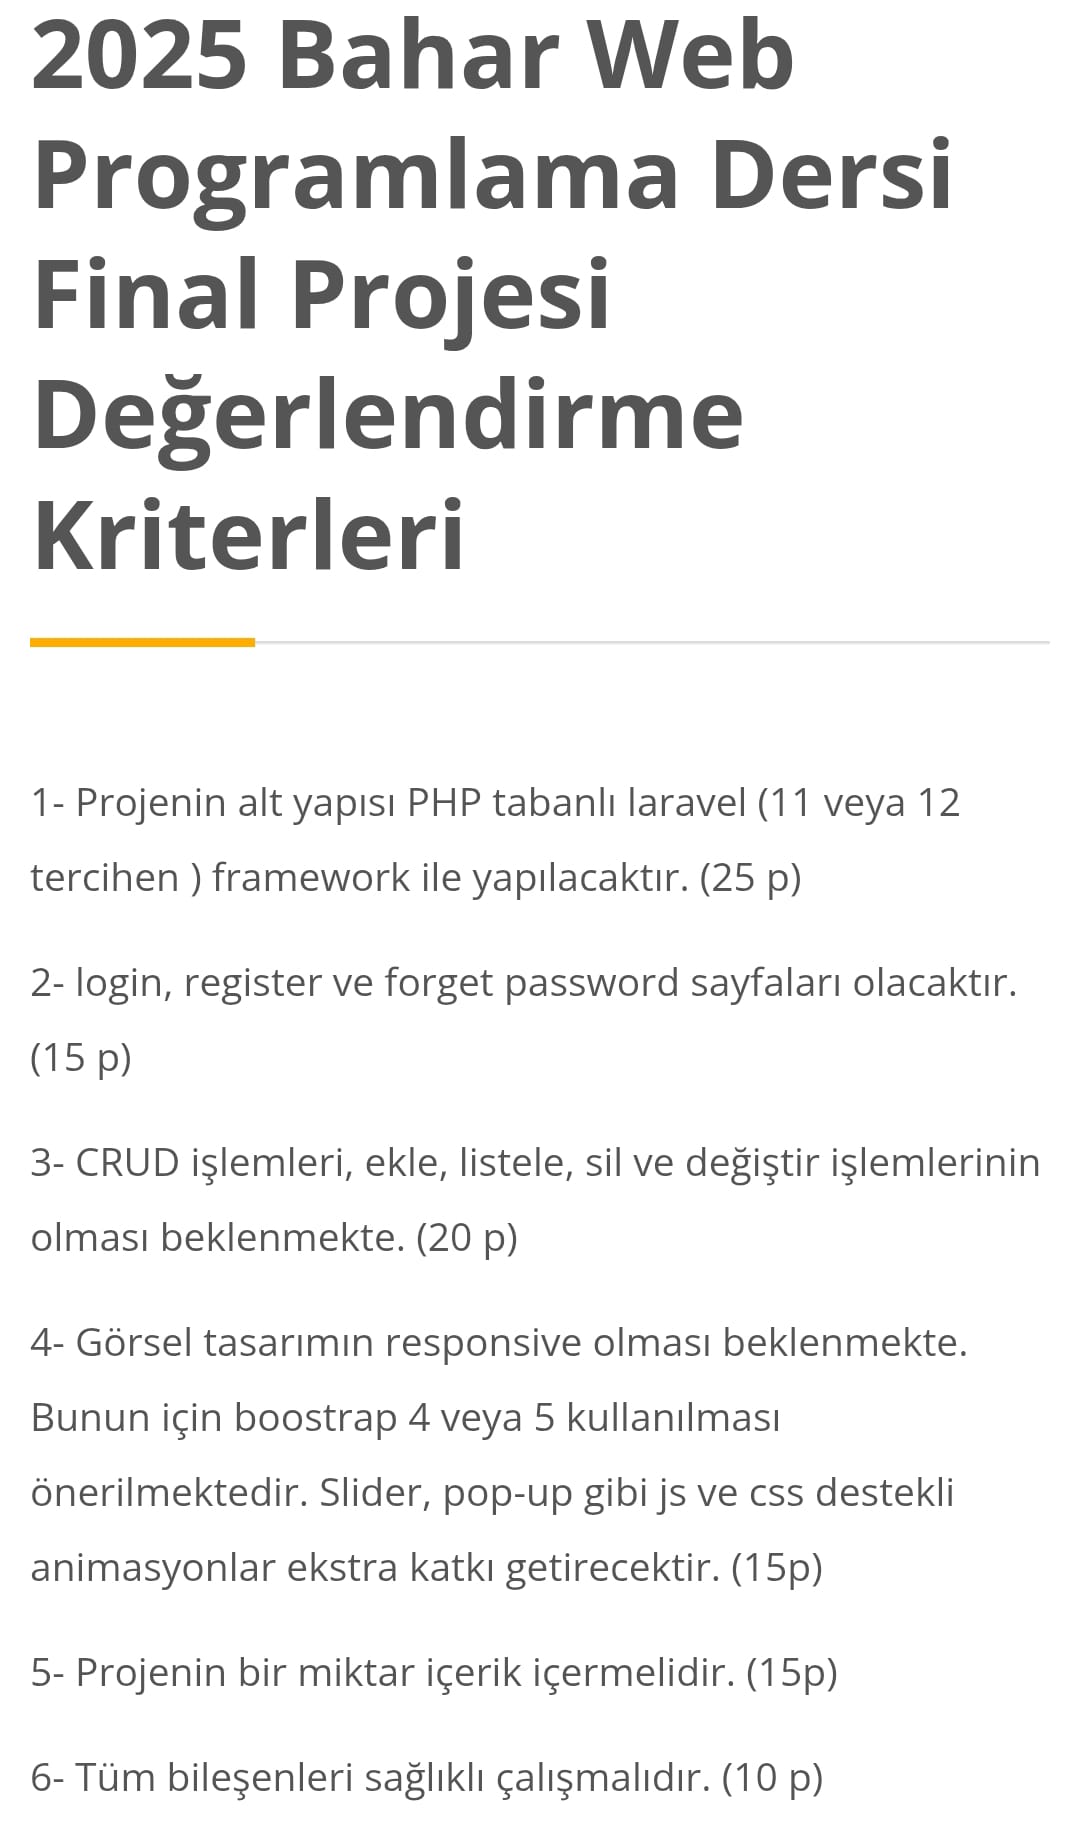 2025 Bahar Web
Programlama Dersi
Final Projesi
Değerlendirme
Kriterleri
1- Projenin alt yapısı PHP tabanlı laravel (11 veya 12
tercihen ) framework ile yapılacaktır. (25 p)
2- login, register ve forget password sayfaları olacaktır.
(15 p)
3- CRUD işlemleri, ekle, listele, sil ve değiştir işlemlerinin
olması beklenmekte. (20 p)
4- Görsel tasarımın responsive olması beklenmekte.
Bunun için boostrap 4 veya 5 kullanılması
önerilmektedir. Slider, pop-up gibi js ve css destekli
animasyonlar ekstra katkı getirecektir. (15p)
5- Projenin bir miktar içerik içermelidir. (15p)
6- Tüm bileşenleri sağlıklı çalışmalıdır. (10 p)